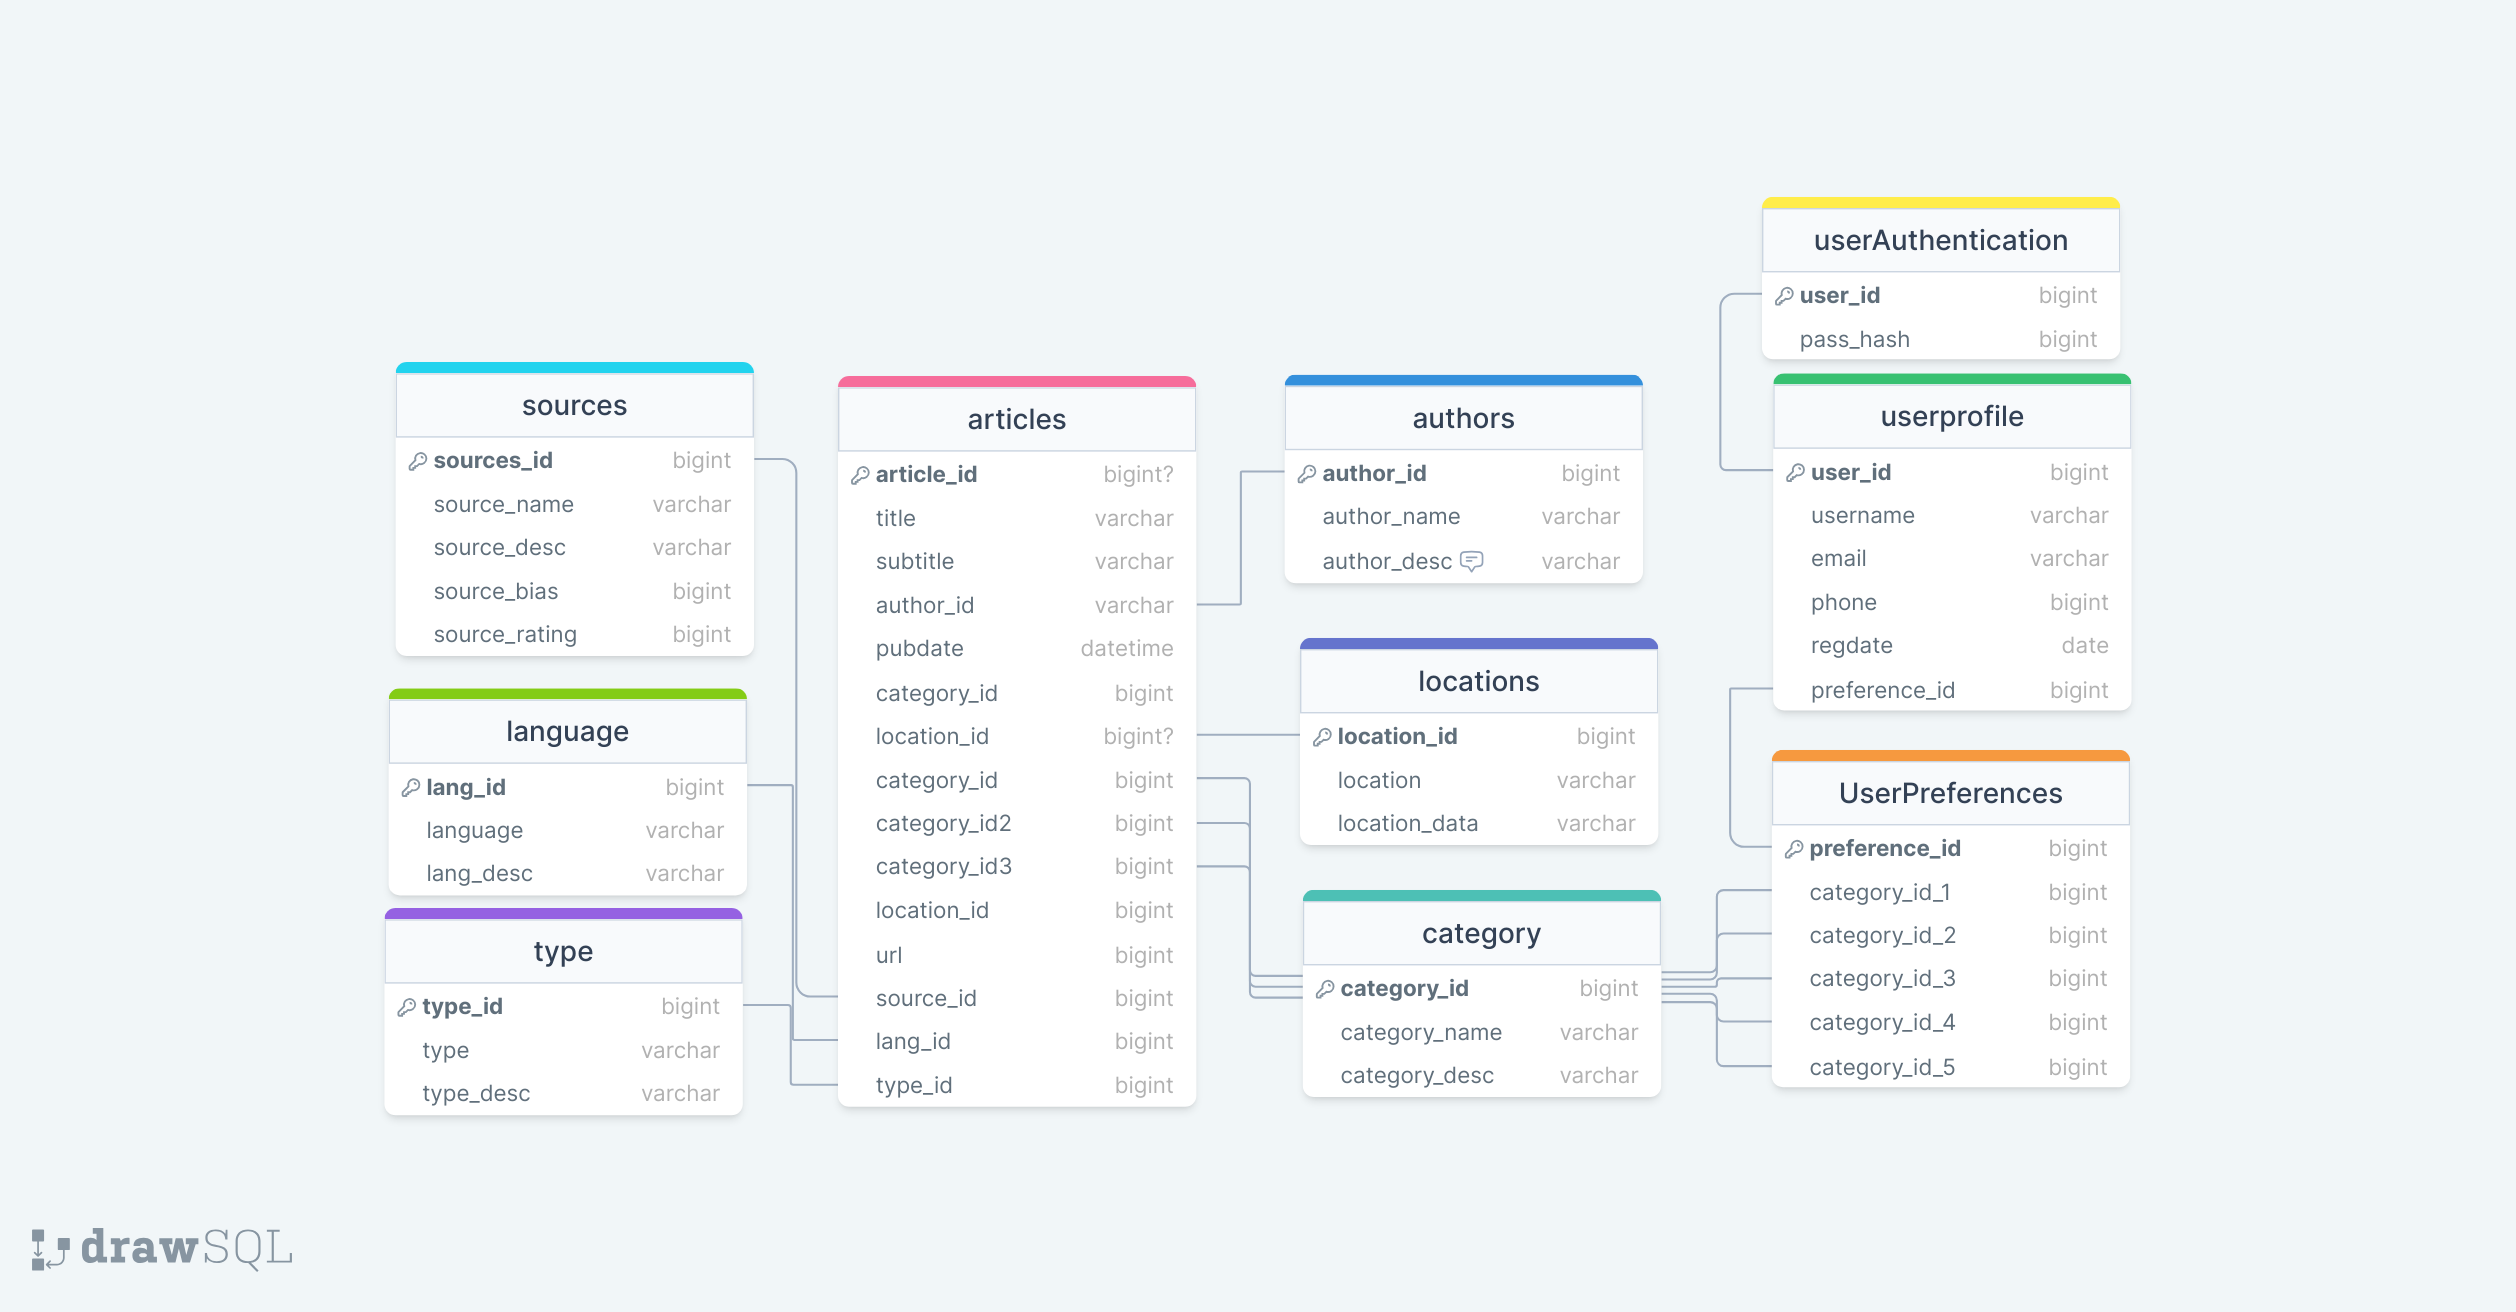 sources
sources_id bigint
source_name varchar
source_desc varchar
source_bias bigint
source_rating bigint
language
lang_id bigint
language varchar
lang_desc varchar
type
type_id bigint
type varchar
type_desc varchar
articles
article_id bigint?
title varchar
subtitle varchar
author_id varchar
pubdate datetime
category_id bigint
location_id bigint?
category_id bigint
category_id2 bigint
category_id3 bigint
location_id bigint
url bigint
source_id bigint
lang_id bigint
type_id bigint
authors
author_id bigint
author_name varchar
author_desc varchar
locations
location_id bigint
location varchar
location_data varchar
category
category_id bigint
category_name varchar
category_desc varchar
userAuthentication
user_id bigint
pass_hash bigint
userprofile
user_id bigint
username varchar
email varchar
phone bigint
regdate date
preference_id bigint
UserPreferences
preference_id bigint
category_id_1 bigint
category_id_2 bigint
category_id_3 bigint
category_id_4 bigint
category_id_5 bigint
drawSQL